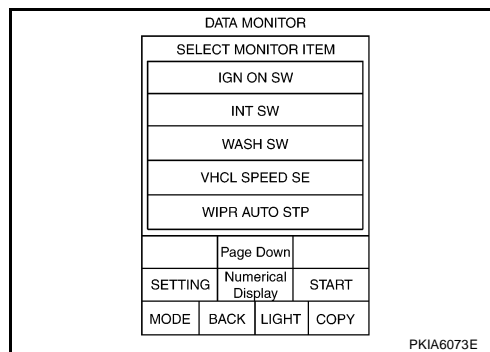 DATA MONITOR
SELECT MONITOR ITEM
IGN ON SW
INT SW
WASH SW
VHCL SPEED SE
WIPR AUTO STP
Page Down
SETTING
Numerical
Display
START
MODE BACK LIGHT COPY
PKIA6073E